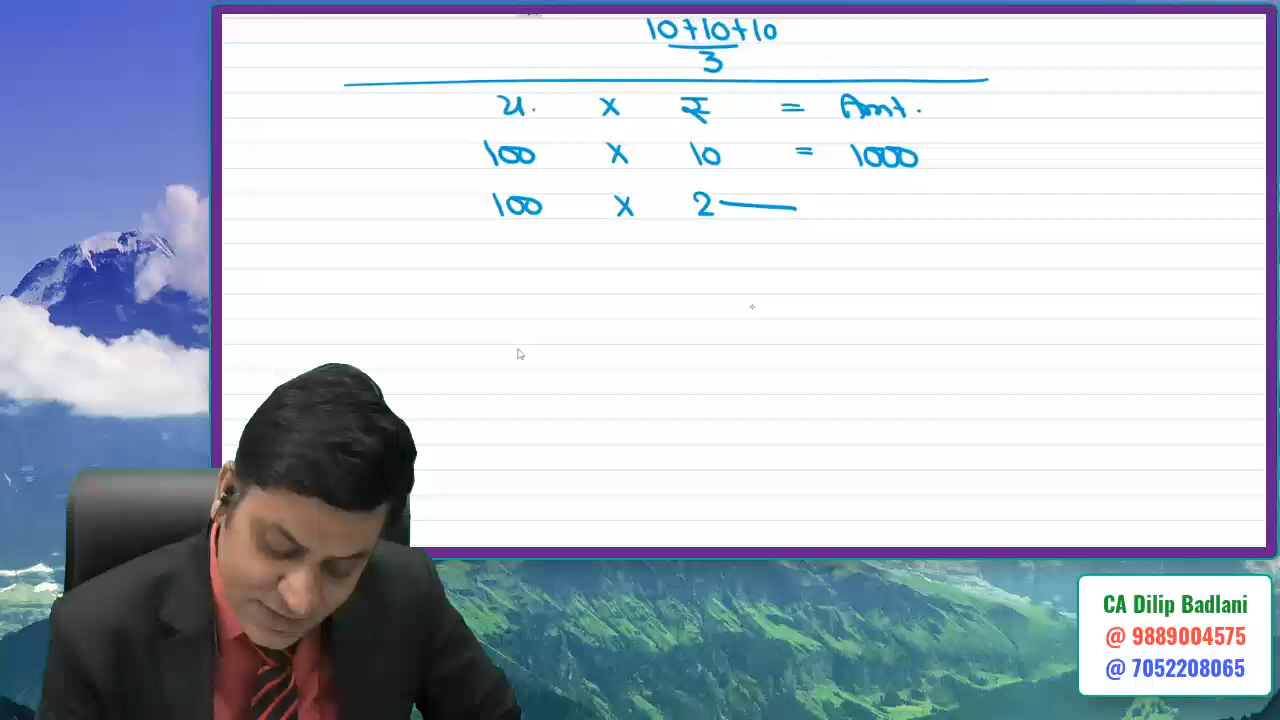 10+10+10
3
u. x ₹ = Amt.
100 x 10 = 1000
100 x 2
CA Dilip Badlani
@ 9889004575
@ 7052208065